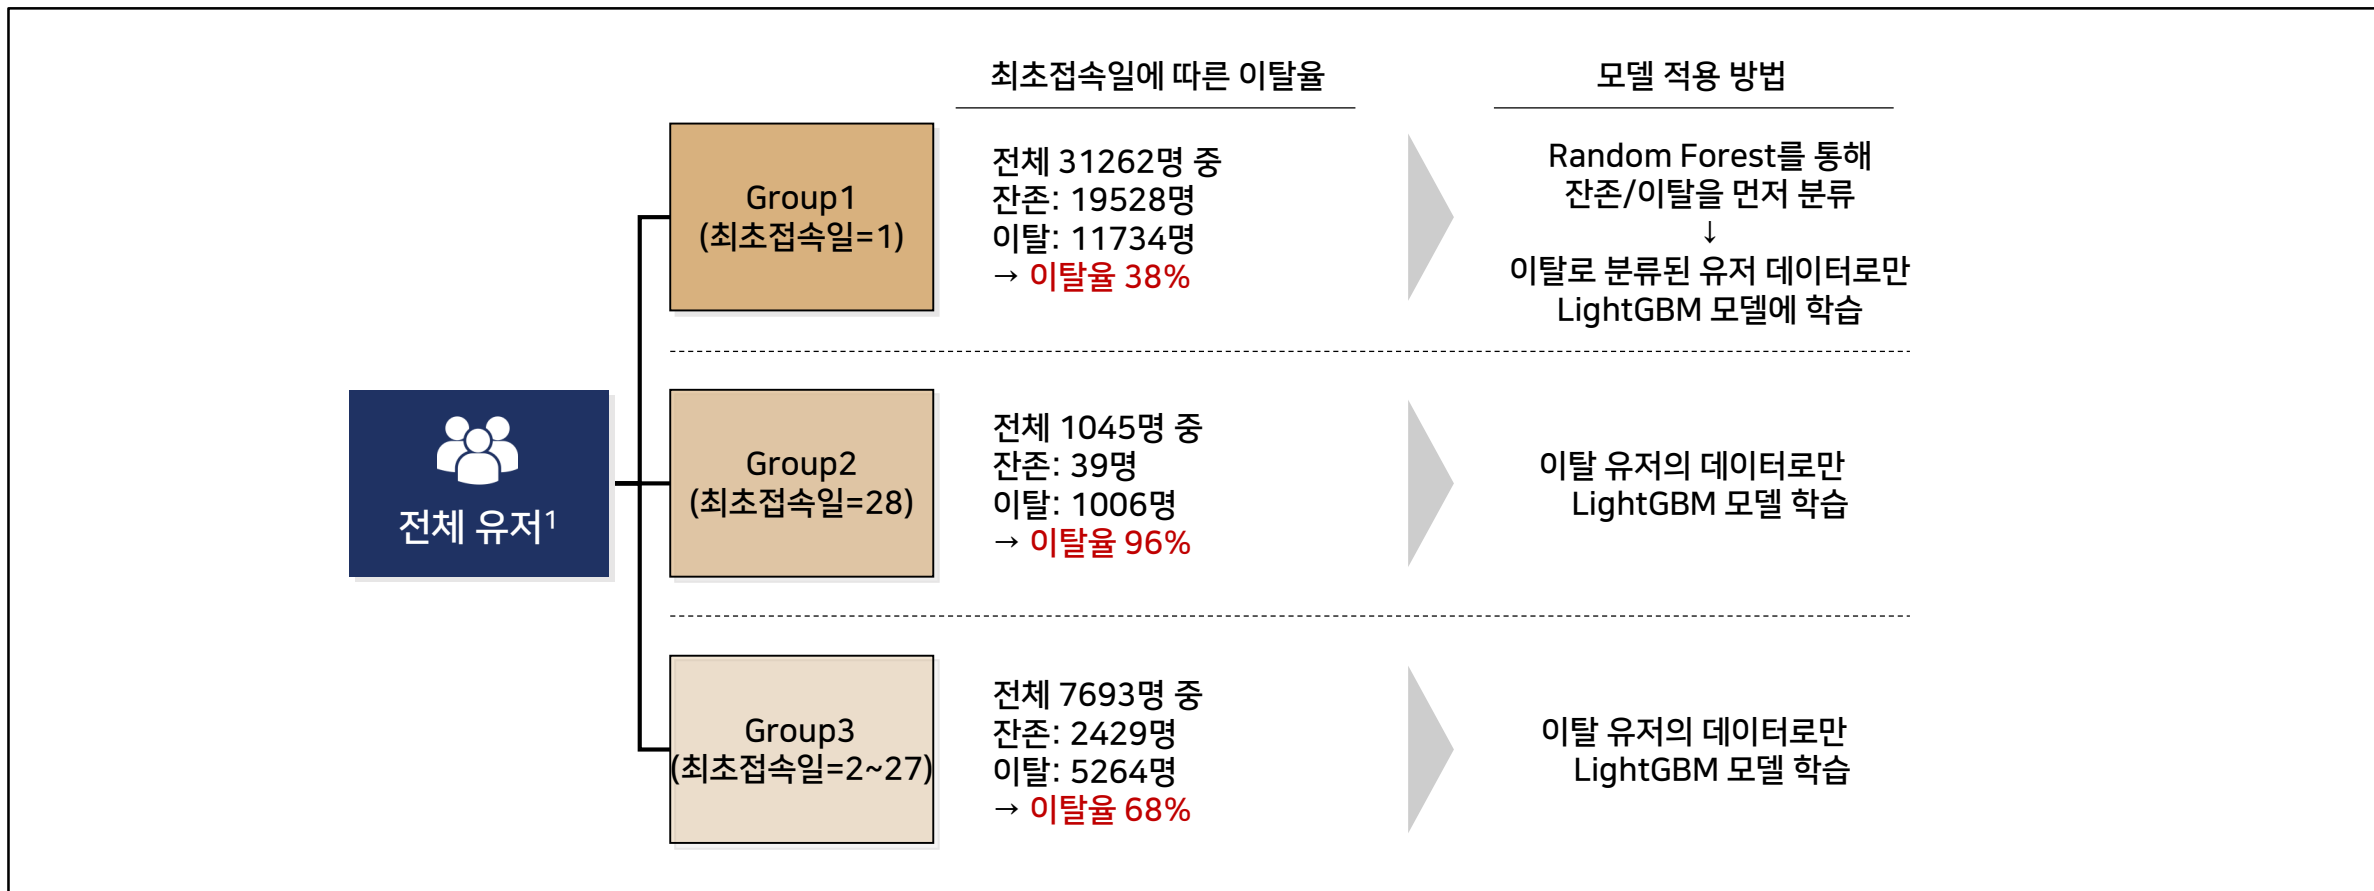 최초접속일에 따른 이탈율
모델 적용 방법
Group1
(최초접속일=1)
전체 31262명 중
잔존: 19528명
이탈: 11734명
→ 이탈율 38%
Random Forest를 통해
잔존/이탈을 먼저 분류
↓
이탈로 분류된 유저 데이터로만
LightGBM 모델에 학습
전체 유저1
Group2
(최초접속일=28)
전체 1045명 중
잔존: 39명
이탈: 1006명
→ 이탈율 96%
이탈 유저의 데이터로만
LightGBM 모델 학습
Group3
(최초접속일=2~27)
전체 7693명 중
잔존: 2429명
이탈: 5264명
→ 이탈율 68%
이탈 유저의 데이터로만
LightGBM 모델 학습